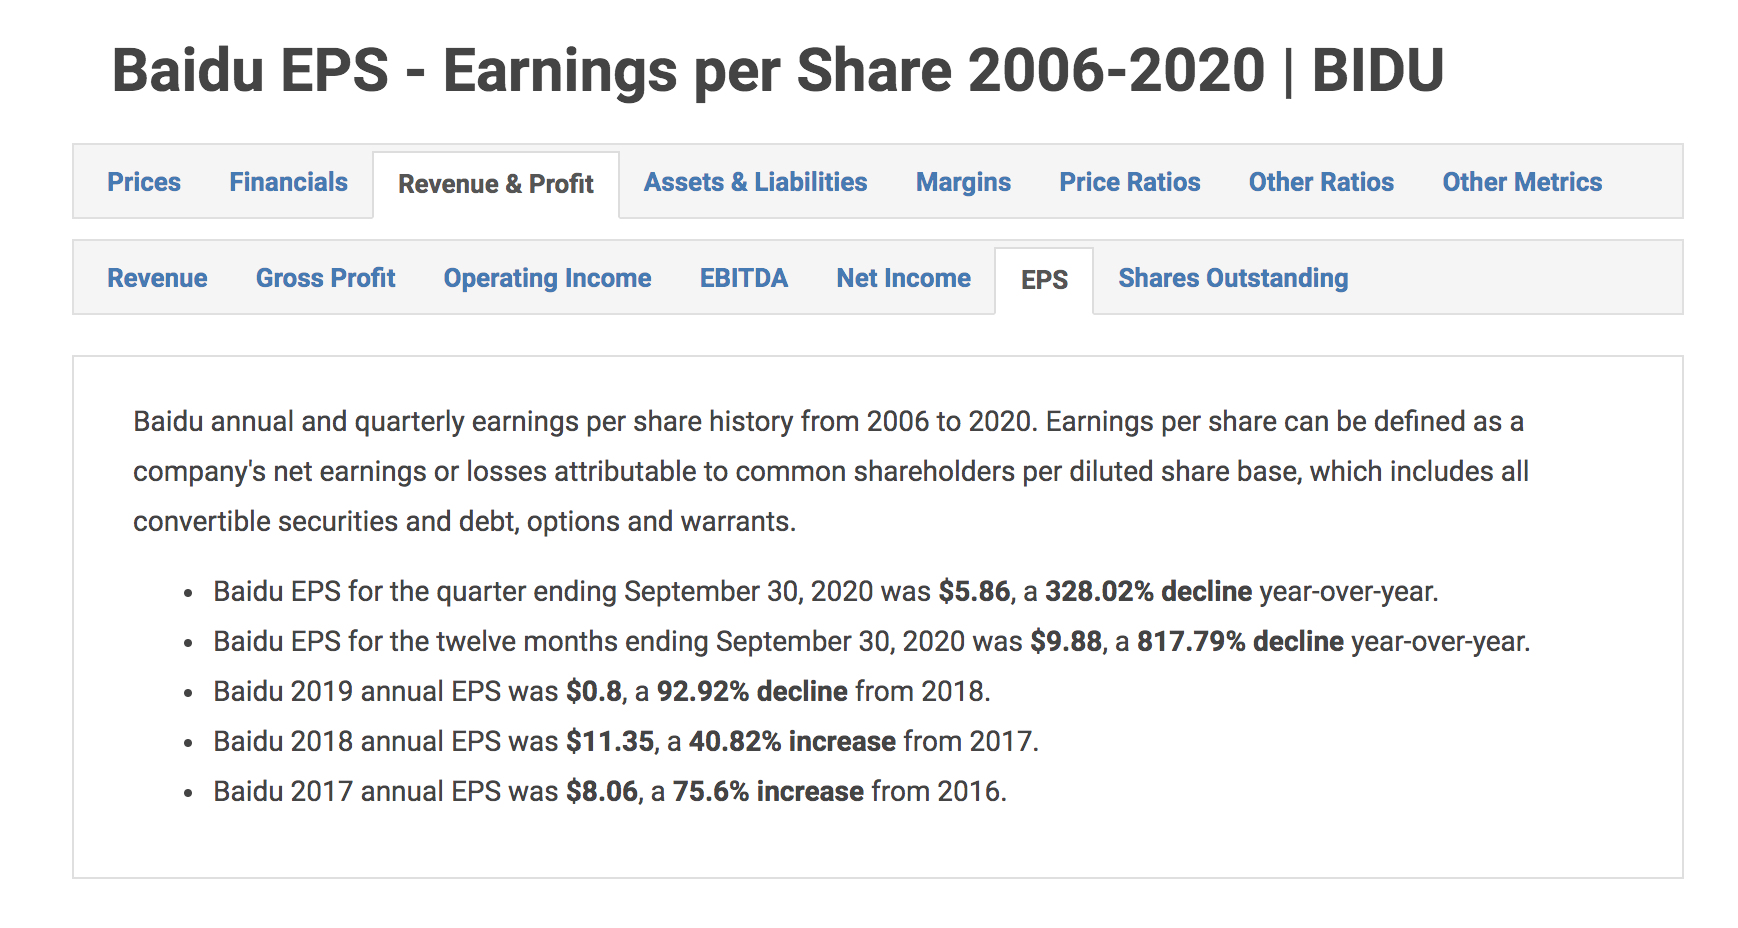 Baidu EPS - Earnings per Share 2006-2020 | BIDU
Prices Financials Revenue & Profit Assets & Liabilities Margins Price Ratios Other Ratios Other Metrics
Revenue Gross Profit Operating Income EBITDA Net Income EPS Shares Outstanding
Baidu annual and quarterly earnings per share history from 2006 to 2020. Earnings per share can be defined as a
company's net earnings or losses attributable to common shareholders per diluted share base, which includes all
convertible securities and debt, options and warrants.
• Baidu EPS for the quarter ending September 30, 2020 was $5.86, a 328.02% decline year-over-year.
• Baidu EPS for the twelve months ending September 30, 2020 was $9.88, a 817.79% decline year-over-year.
• Baidu 2019 annual EPS was $0.8, a 92.92% decline from 2018.
• Baidu 2018 annual EPS was $11.35, a 40.82% increase from 2017.
• Baidu 2017 annual EPS was $8.06, a 75.6% increase from 2016.